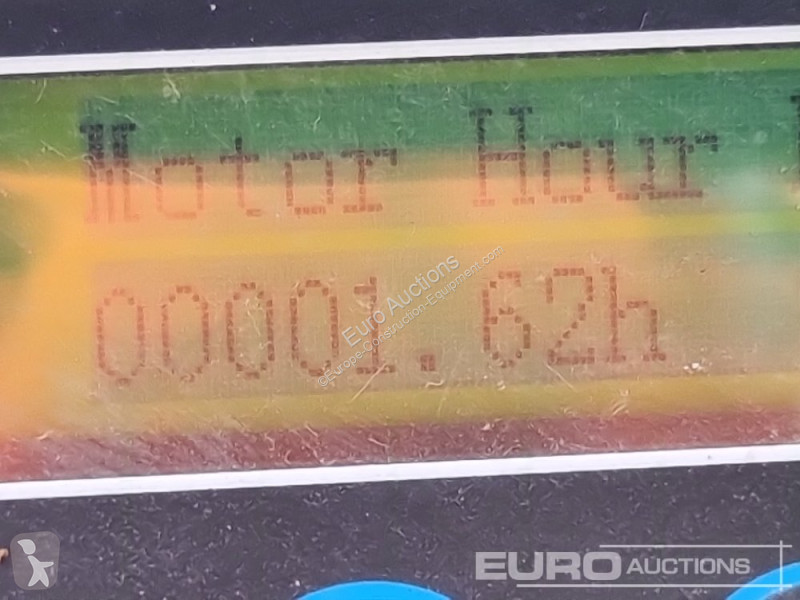 Motor Hour
00001.62h
Euro Auctions
©Europe-Construction-Equipment.com
EURO AUCTIONS